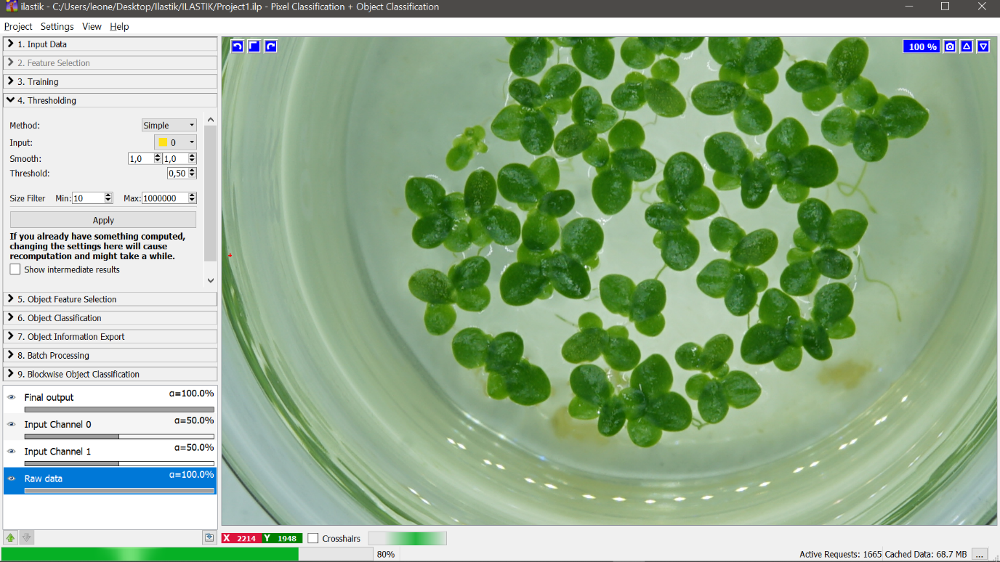 ilastik - C:/Users/leone/Desktop/Ilastik/ILASTIK/Project1.ilp - Pixel Classification + Object Classification
Project Settings View Help
1. Input Data
2. Feature Selection
3. Training
4. Thresholding
Method: Simple
Input: 0
Smooth: 1,0 1,0
Threshold: 0,50
Size Filter Min: 10 Max: 1000000
Apply
If you already have something computed,
changing the settings here will cause
recomputation and might take a while.
Show intermediate results
5. Object Feature Selection
6. Object Classification
7. Object Information Export
8. Batch Processing
9. Blockwise Object Classification
Final output α=100.0%
Input Channel 0 α=50.0%
Input Channel 1 α=50.0%
Raw data α=100.0%
100 %
X 2214 Y 1948 Crosshairs
80% Active Requests: 1665 Cached Data: 68.7 MB ...